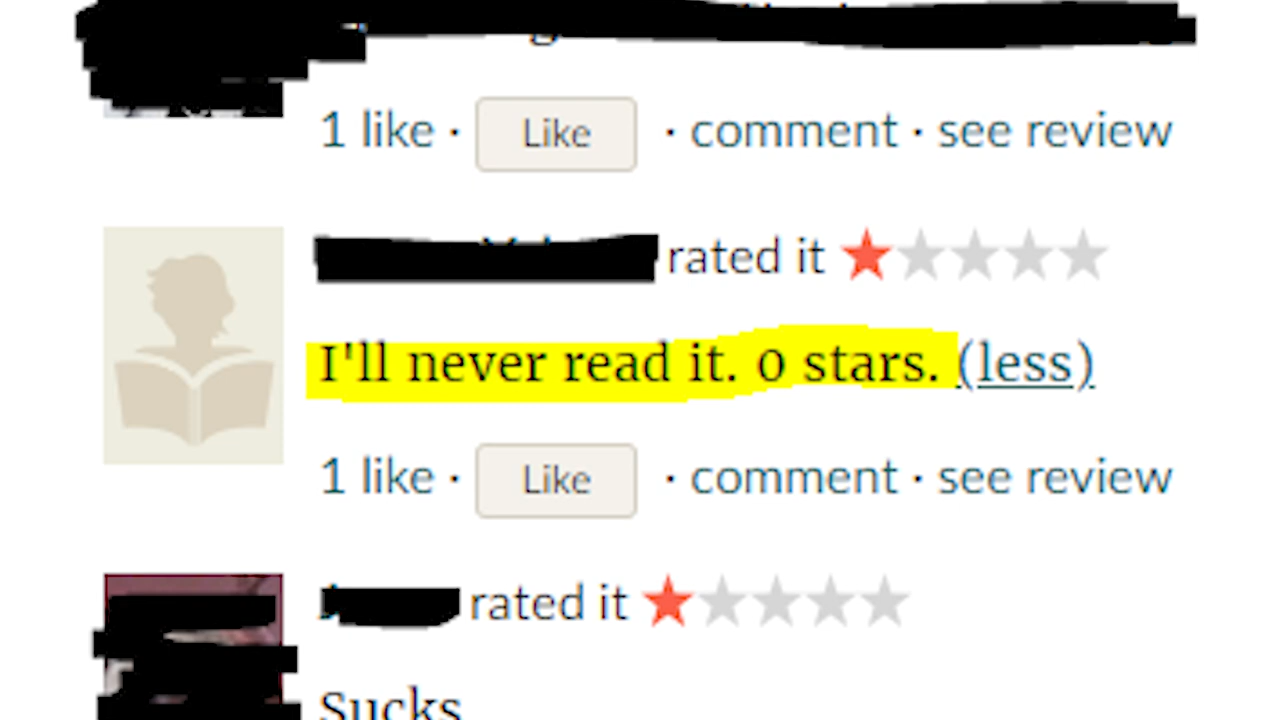 1 like · Like · comment · see review
rated it
I'll never read it. 0 stars. (less)
1 like · Like · comment · see review
rated it
Sucks